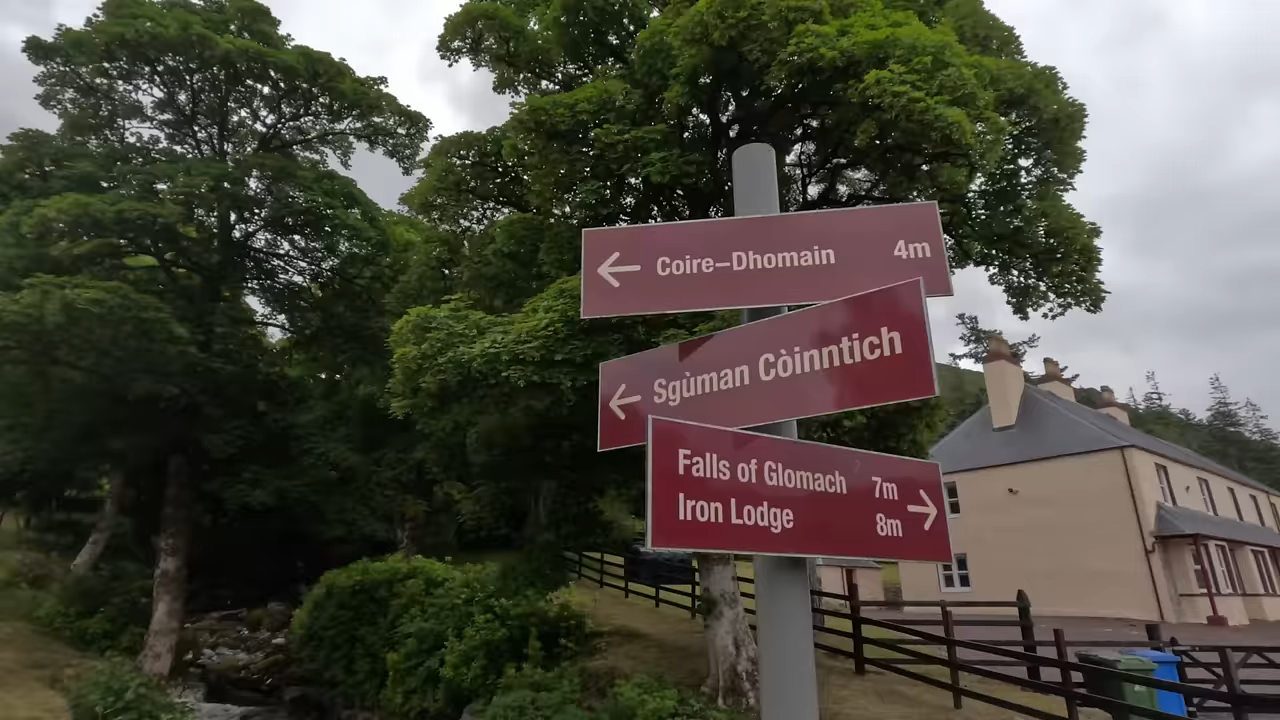 ← Coire–Dhomain 4m
← Sgùman Còinntich
Falls of Glomach 7m
Iron Lodge 8m →